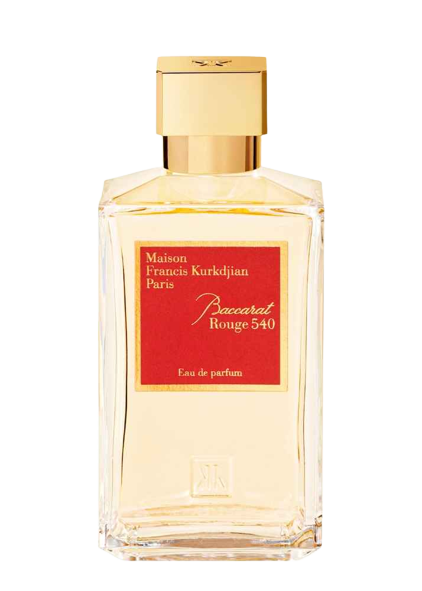 Maison
Francis Kurkdjian
Paris
Baccarat
Rouge 540
Eau de parfum